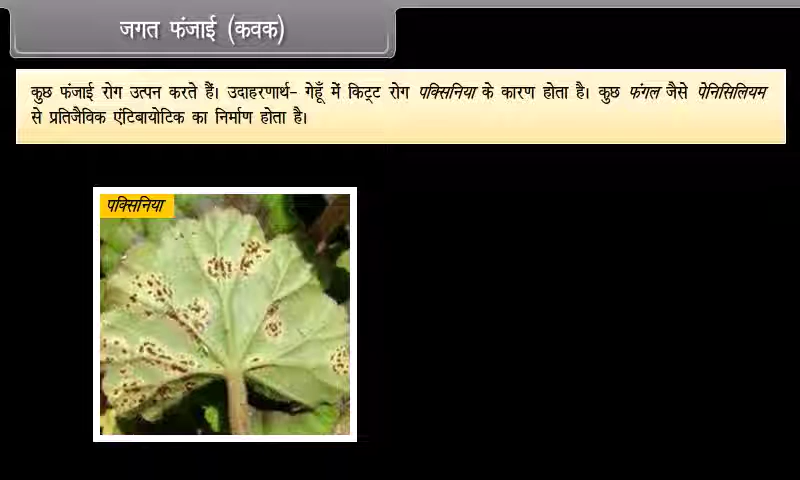 जगत फंजाई (कवक)
कुछ फंजाई रोग उत्पन करते हैं। उदाहरणार्थ- गेहूँ में किट्ट रोग पक्सिनिया के कारण होता है। कुछ फंगल जैसे पेनिसिलियम
से प्रतिजैविक एंटिबायोटिक का निर्माण होता है।
पक्सिनिया